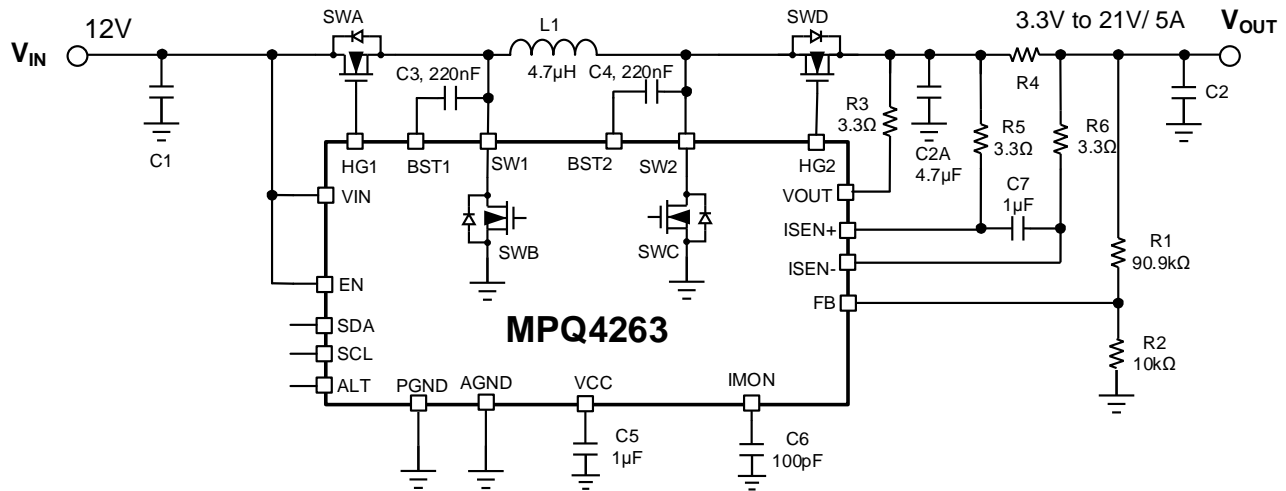 SWA
SWD
12V
L1
3.3V to 21V/ 5A
VOUT
VIN
4.7µH
C3, 220nF
C4, 220nF
R4
R3
3.3Ω
C2
R5
3.3Ω
R6
3.3Ω
C1
C2A
4.7µF
HG1
BST1
SW1
BST2
SW2
HG2
C7
1µF
VIN
VOUT
ISEN+
SWB
SWC
R1
90.9kΩ
ISEN-
EN
FB
SDA
MPQ4263
SCL
R2
10kΩ
ALT
PGND
AGND
VCC
IMON
C5
1µF
C6
100pF